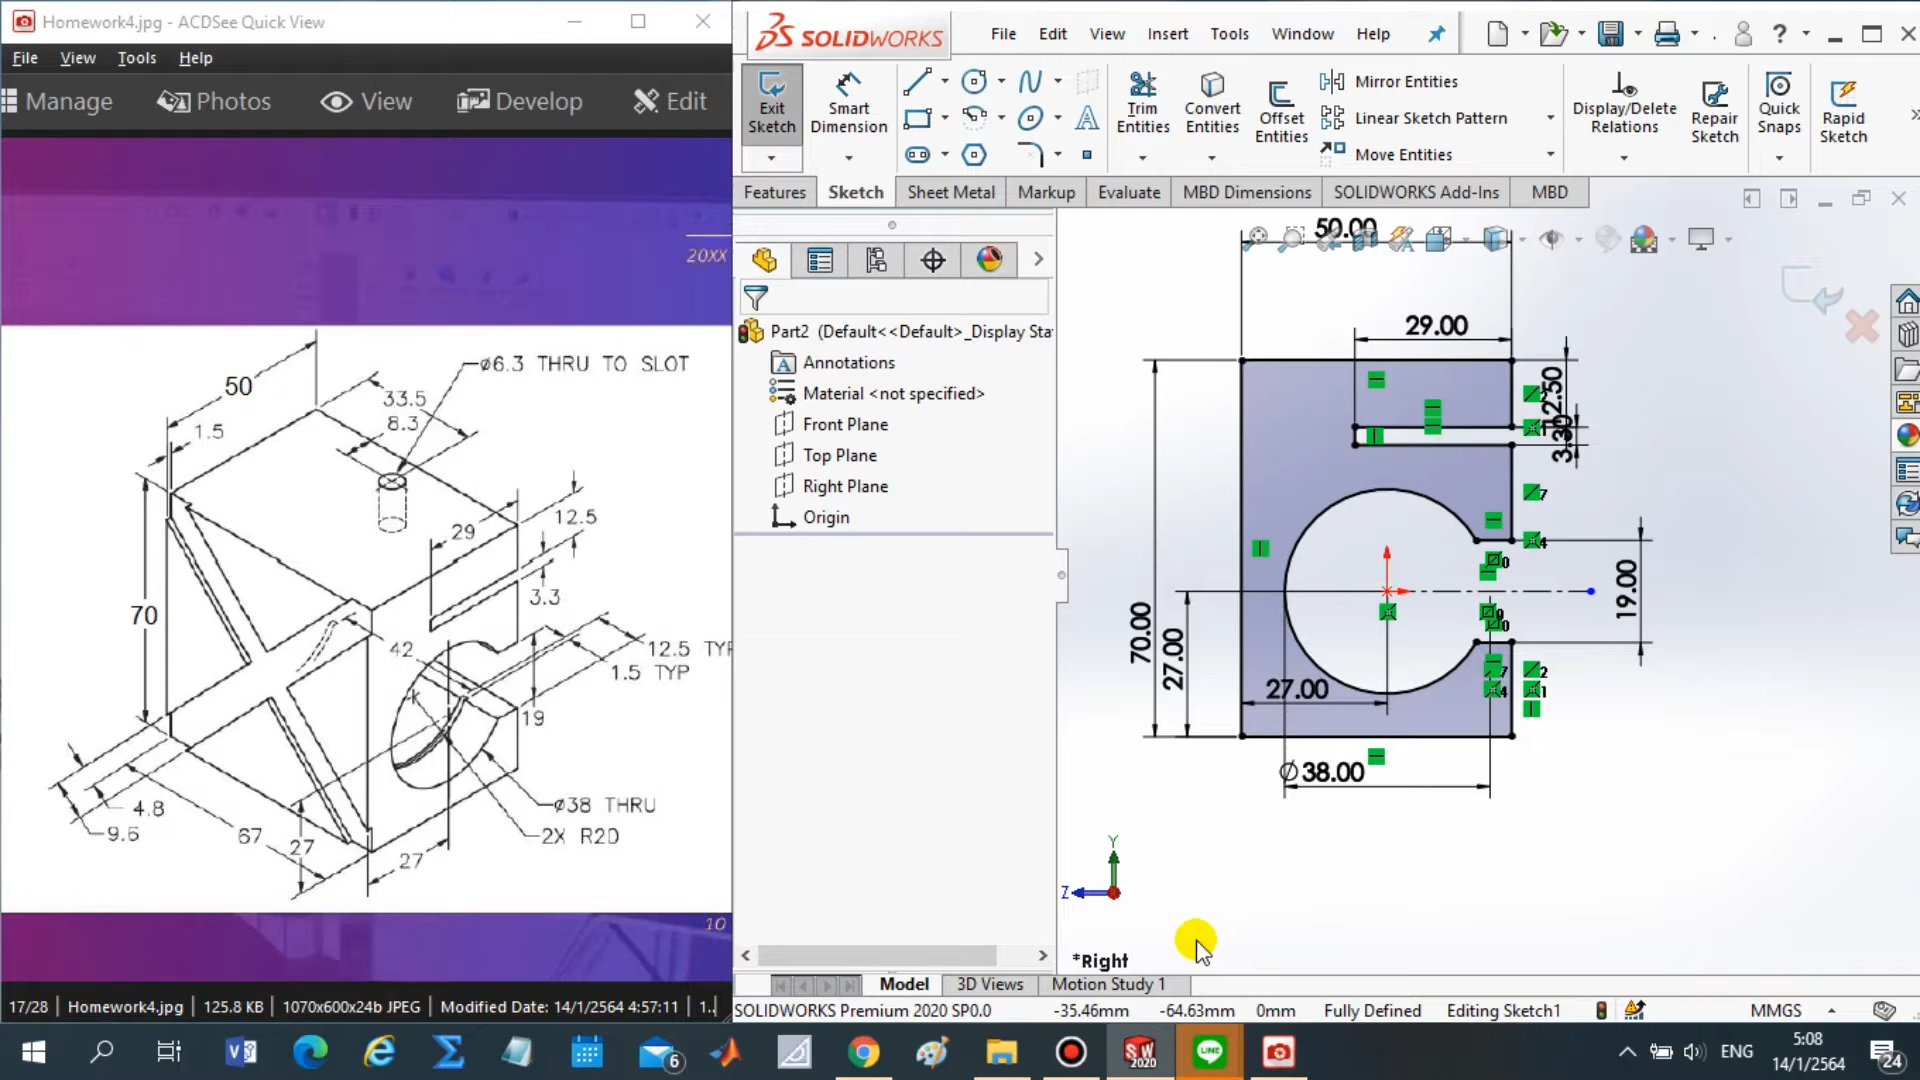 Homework4.jpg - ACDSee Quick View
File View Tools Help
Manage Photos View Develop Edit
20XX
50
1.5
33.5
8.3
⌀6.3 THRU TO SLOT
29
12.5
3.3
70
42
12.5 TYP
1.5 TYP
19
4.8
9.6
67
27
27
⌀38 THRU
2X R20
10
17/28 Homework4.jpg 125.8 KB 1070x600x24b JPEG Modified Date: 14/1/2564 4:57:11 1..
SOLIDWORKS File Edit View Insert Tools Window Help
Exit Sketch
Smart Dimension
Trim Entities
Convert Entities
Offset Entities
Mirror Entities
Linear Sketch Pattern
Move Entities
Display/Delete Relations
Repair Sketch
Quick Snaps
Rapid Sketch
Features Sketch Sheet Metal Markup Evaluate MBD Dimensions SOLIDWORKS Add-Ins MBD
Part2 (Default<<Default>_Display Sta
Annotations
Material <not specified>
Front Plane
Top Plane
Right Plane
Origin
50.00
29.00
12.50
3.30
19.00
70.00
27.00
27.00
⌀38.00
Y
Z
*Right
Model 3D Views Motion Study 1
SOLIDWORKS Premium 2020 SP0.0 -35.46mm -64.63mm 0mm Fully Defined Editing Sketch1 MMGS
6
SW 2020
LINE
ENG
5:08
14/1/2564
24